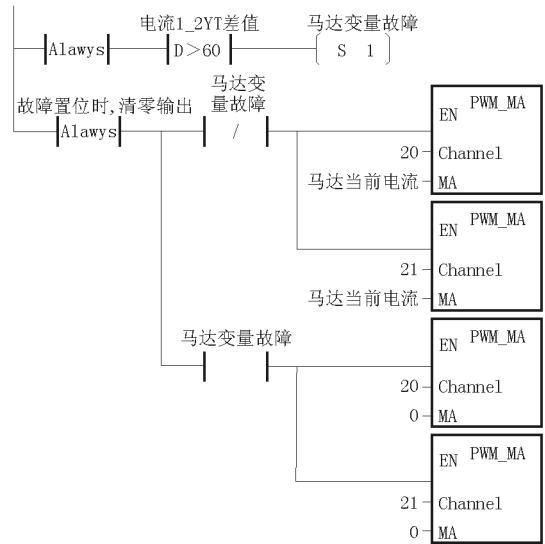 电流1_2YT差值
马达变量故障
Alawys
D>60
S 1
故障置位时,清零输出
马达变
量故障
Alawys
/
EN
PWM_MA
20
Channel
马达当前电流
MA
EN
PWM_MA
21
Channel
马达当前电流
MA
马达变量故障
EN
PWM_MA
20
Channel
0
MA
EN
PWM_MA
21
Channel
0
MA